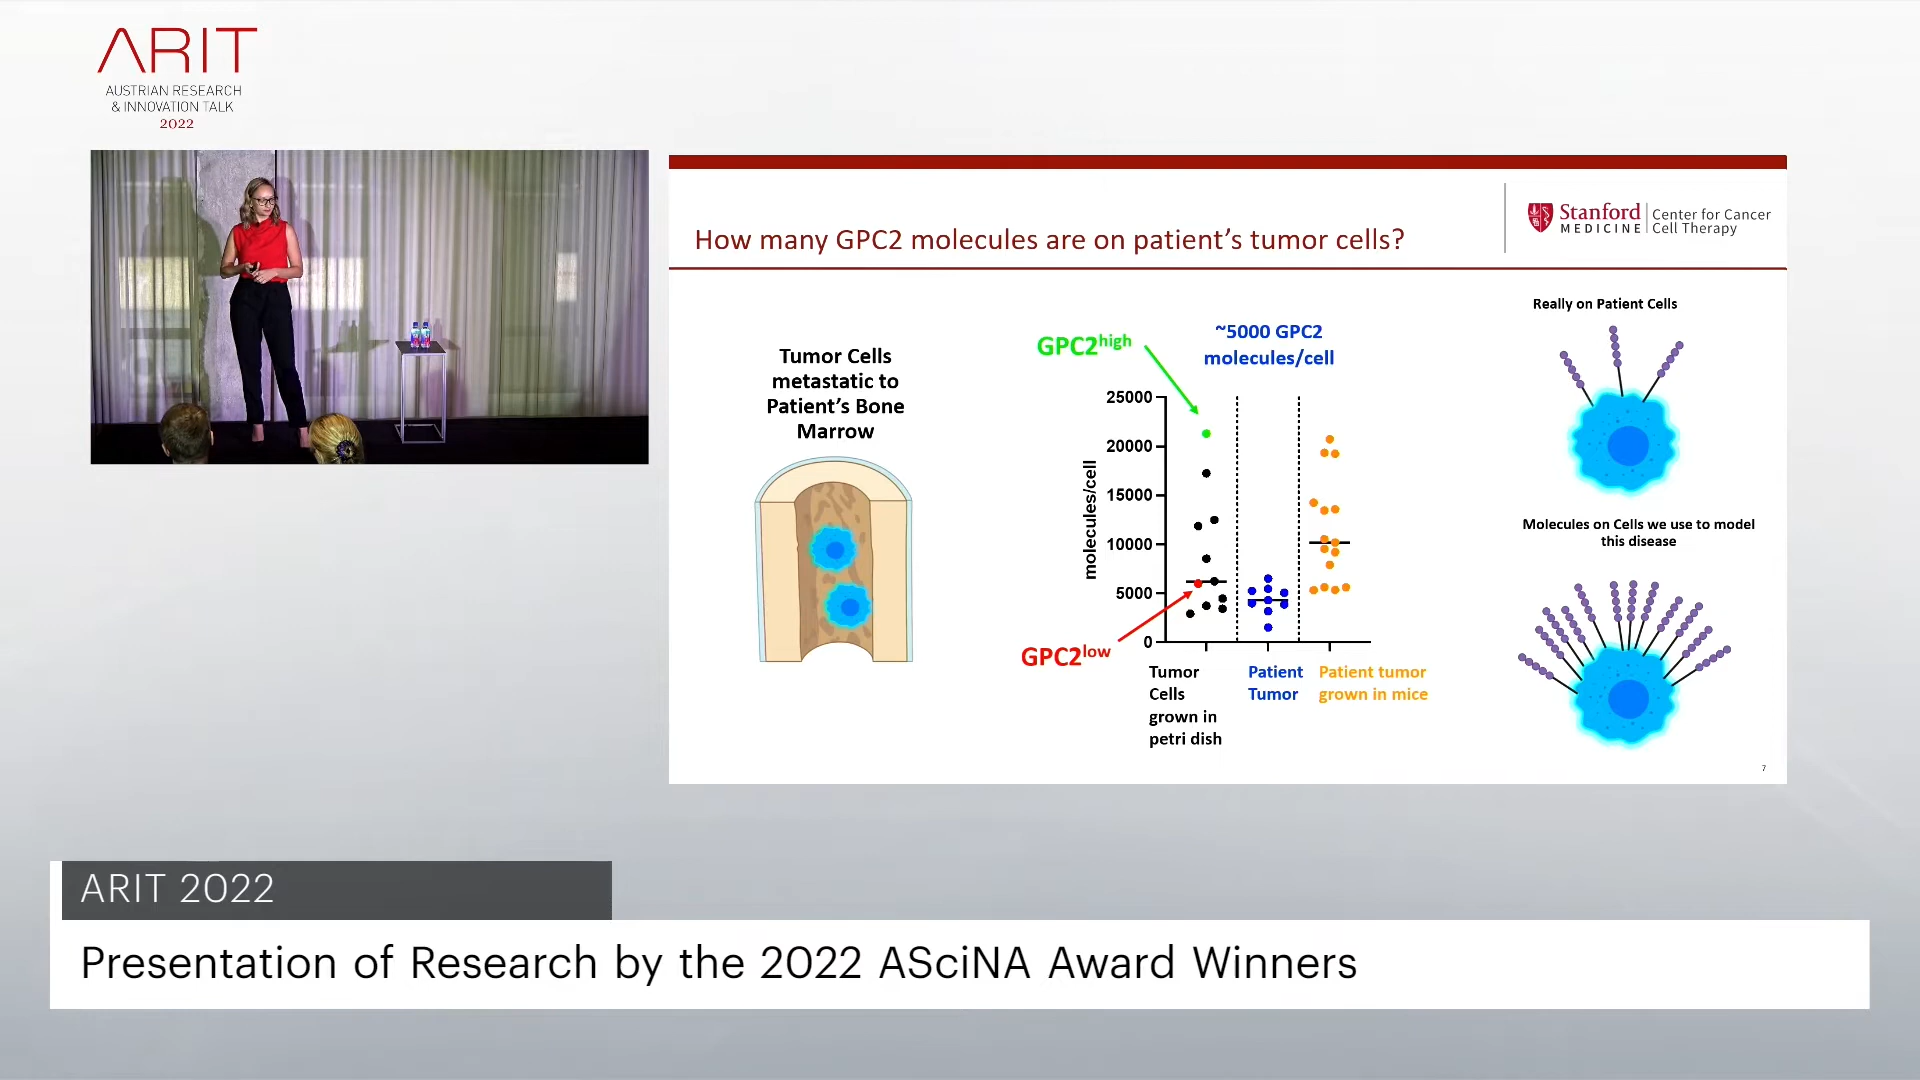 ARIT
AUSTRIAN RESEARCH
& INNOVATION TALK
2022
How many GPC2 molecules are on patient's tumor cells?
Stanford
MEDICINE
Center for Cancer
Cell Therapy
Tumor Cells
metastatic to
Patient's Bone
Marrow
GPC2high
~5000 GPC2
molecules/cell
molecules/cell
25000
20000
15000
10000
5000
0
GPC2low
Tumor
Cells
grown in
petri dish
Patient
Tumor
Patient tumor
grown in mice
Really on Patient Cells
Molecules on Cells we use to model
this disease
7
ARIT 2022
Presentation of Research by the 2022 ASciNA Award Winners